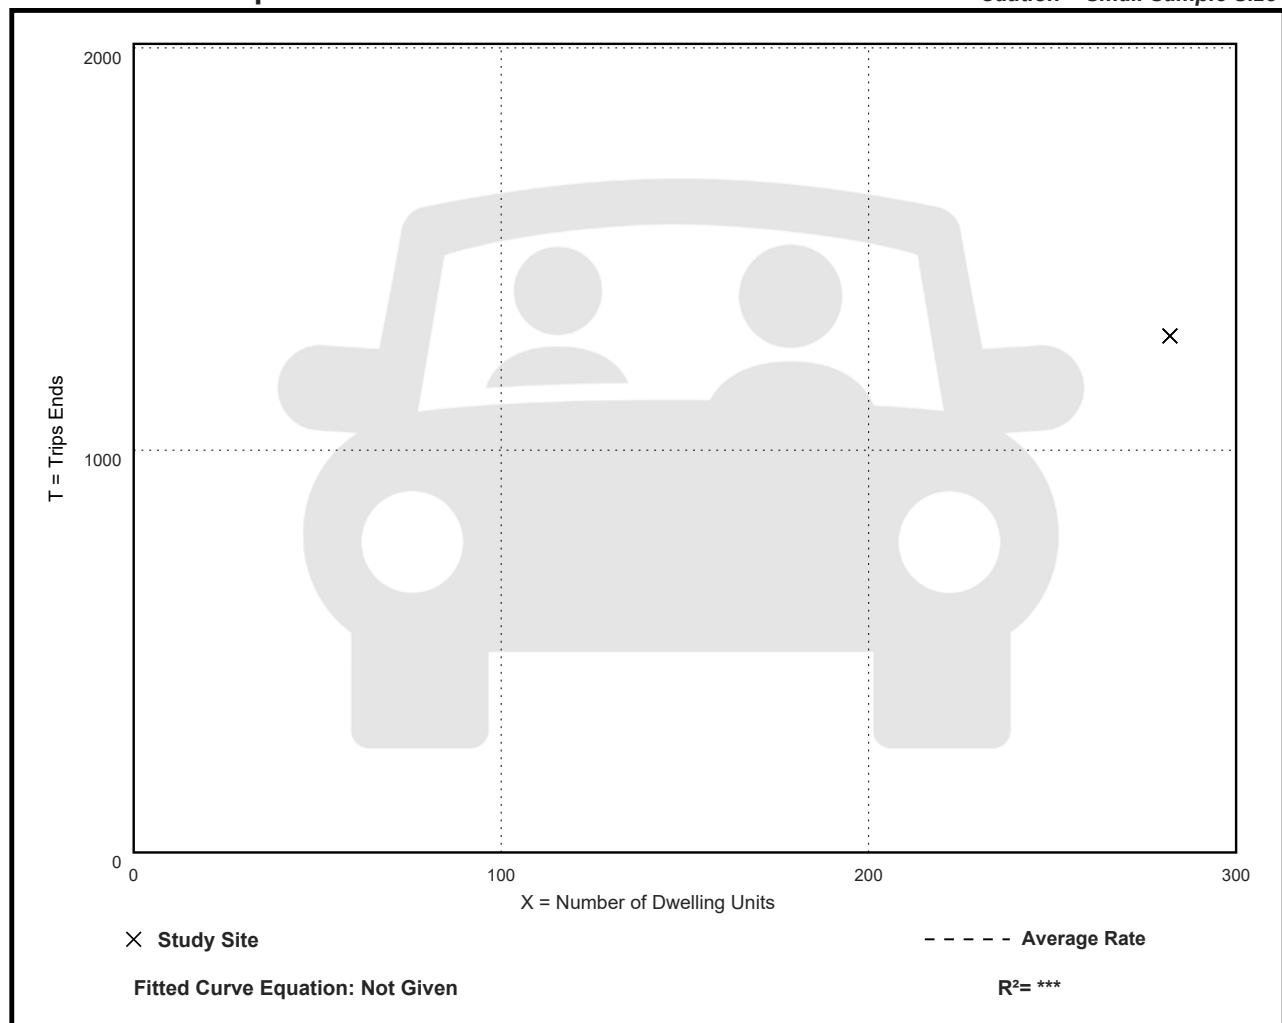 2000
1000
0
T = Trips Ends
0 100 200 300
X = Number of Dwelling Units
Study Site
Average Rate
Fitted Curve Equation: Not Given
R²= ***